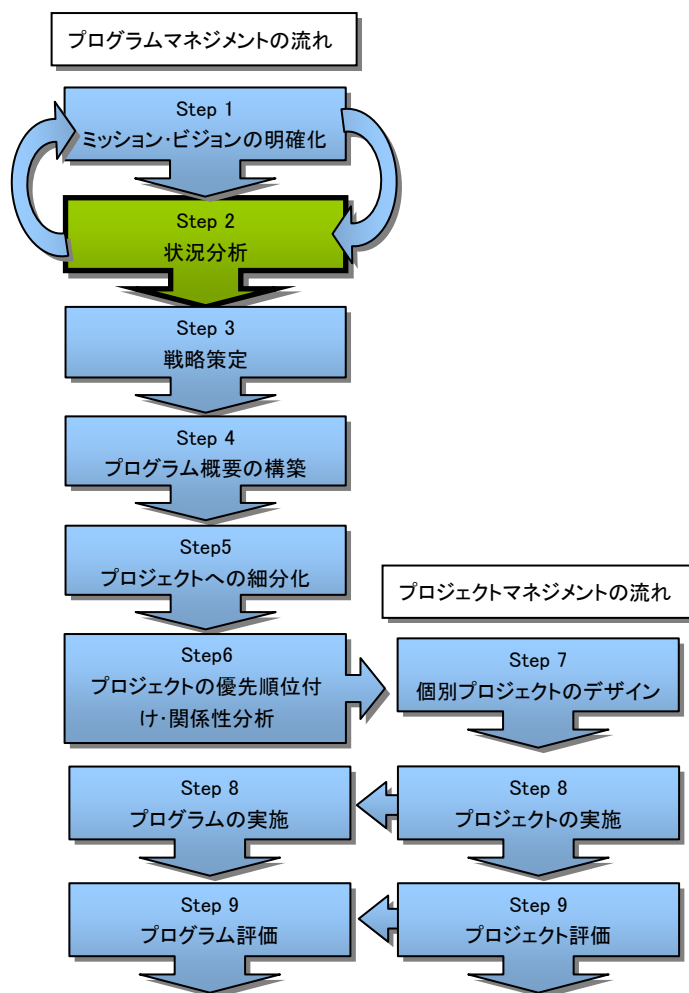 プログラムマネジメントの流れ
Step 1
ミッション・ビジョンの明確化
Step 2
状況分析
Step 3
戦略策定
Step 4
プログラム概要の構築
Step5
プロジェクトへの細分化
プロジェクトマネジメントの流れ
Step6
プロジェクトの優先順位付
け・関係性分析
Step 7
個別プロジェクトのデザイン
Step 8
プログラムの実施
Step 8
プロジェクトの実施
Step 9
プログラム評価
Step 9
プロジェクト評価